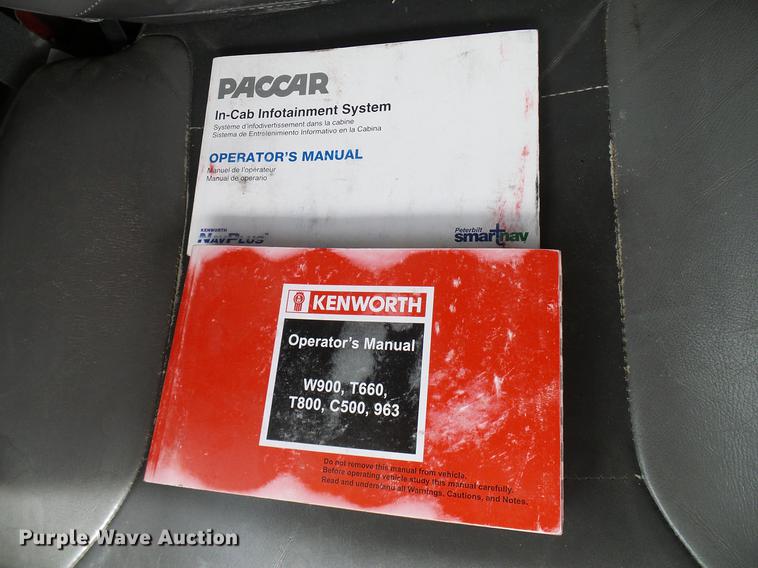 PACCAR
In-Cab Infotainment System
Système d'infodivertissement dans la cabine
Sistema de Entretenimiento Informativo en la Cabina
OPERATOR'S MANUAL
Manuel de l'opérateur
Manual de operario
KENWORTH
NAVPLUS
Peterbilt
smartnav
KENWORTH
Operator's Manual
W900, T660,
T800, C500, 963
Do not remove this manual from vehicle.
Before operating vehicle study this manual carefully.
Read and understand all Warnings, Cautions, and Notes.
Purple Wave Auction